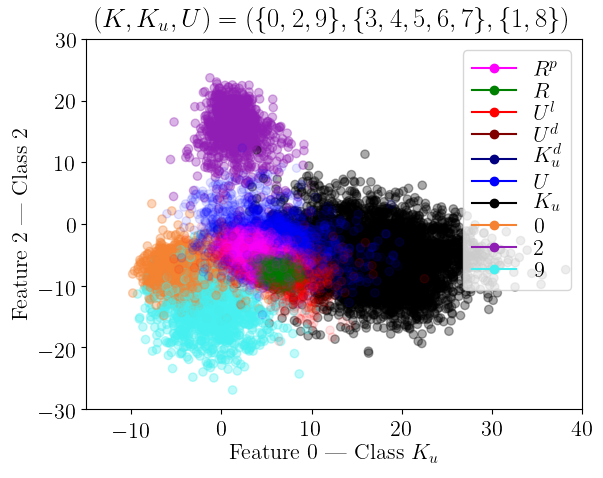 (K, K_u, U) = ({0, 2, 9}, {3, 4, 5, 6, 7}, {1, 8})
30
20
10
0
−10
−20
−30
Feature 2 — Class 2
R^p
R
U^l
U^d
K_u^d
U
K_u
0
2
9
−10
0
10
20
30
40
Feature 0 — Class K_u